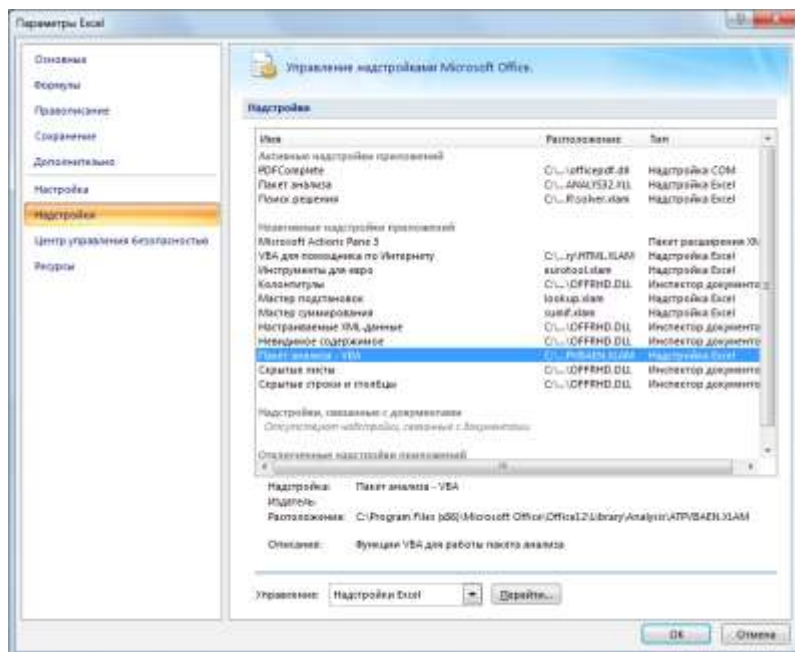 Параметры Excel
Основные
Формулы
Правописание
Сохранение
Дополнительно
Настройка
Надстройки
Центр управления безопасностью
Ресурсы
Управление надстройками Microsoft Office.
Надстройки
Имя Расположение Тип
Активные надстройки приложений
PDFComplete C:\...\officepdf.dll Надстройка COM
Пакет анализа C:\...ANALYS32.XLL Надстройка Excel
Поиск решения C:\...R\solver.xlam Надстройка Excel
Неактивные надстройки приложений
Microsoft Actions Pane 3 Пакет расширения XM
VBA для помощника по Интернету C:\...ry\HTML.XLAM Надстройка Excel
Инструменты для евро eurotool.xlam Надстройка Excel
Колонтитулы C:\...\OFFRHD.DLL Инспектор документо
Мастер подстановок lookup.xlam Надстройка Excel
Мастер суммирования sumif.xlam Надстройка Excel
Настраиваемые XML-данные C:\...\OFFRHD.DLL Инспектор документо
Невидимое содержимое C:\...\OFFRHD.DLL Инспектор документо
Пакет анализа - VBA C:\...PVBAEN.XLAM Надстройка Excel
Скрытые листы C:\...\OFFRHD.DLL Инспектор документо
Скрытые строки и столбцы C:\...\OFFRHD.DLL Инспектор документо
Надстройки, связанные с документами
Отсутствуют надстройки, связанные с документами
Отключенные надстройки приложений
Надстройка: Пакет анализа - VBA
Издатель:
Расположение: C:\Program Files (x86)\Microsoft Office\Office12\Library\Analysis\ATPVBAEN.XLAM
Описание: Функции VBA для работы пакета анализа
Управление: Надстройки Excel Перейти...
ОК Отмена